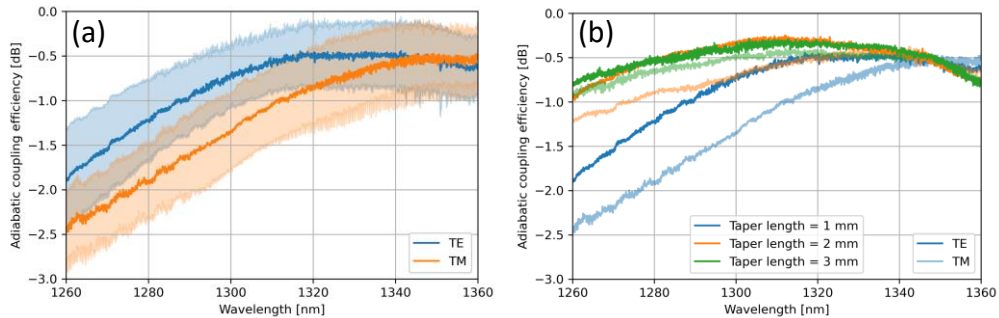 (a)
Adiabatic coupling efficiency [dB]
0.0
−0.5
−1.0
−1.5
−2.0
−2.5
−3.0
1260 1280 1300 1320 1340 1360
Wavelength [nm]
TE
TM
(b)
Adiabatic coupling efficiency [dB]
0.0
−0.5
−1.0
−1.5
−2.0
−2.5
−3.0
1260 1280 1300 1320 1340 1360
Wavelength [nm]
Taper length = 1 mm
Taper length = 2 mm
Taper length = 3 mm
TE
TM